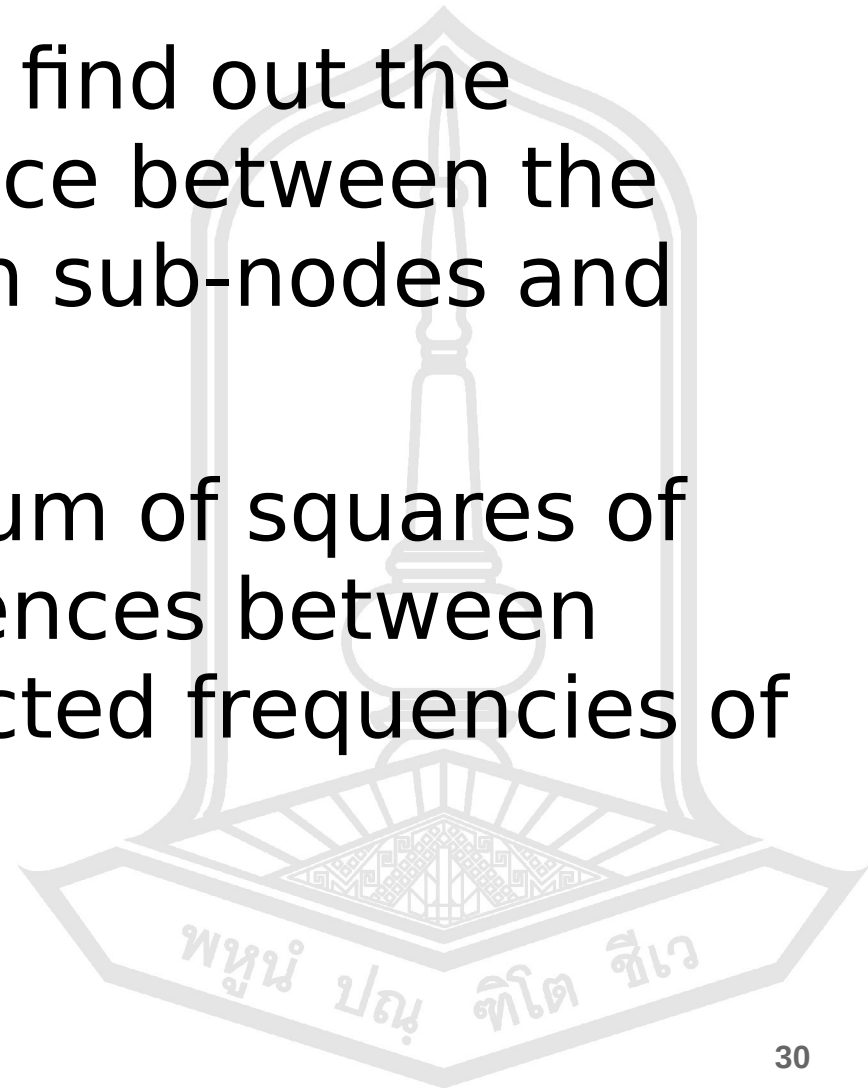 find out the
ce between the
n sub-nodes and
um of squares of
ences between
cted frequencies of
พหูนํ ปณฺ ฑิโต ชีเว
30